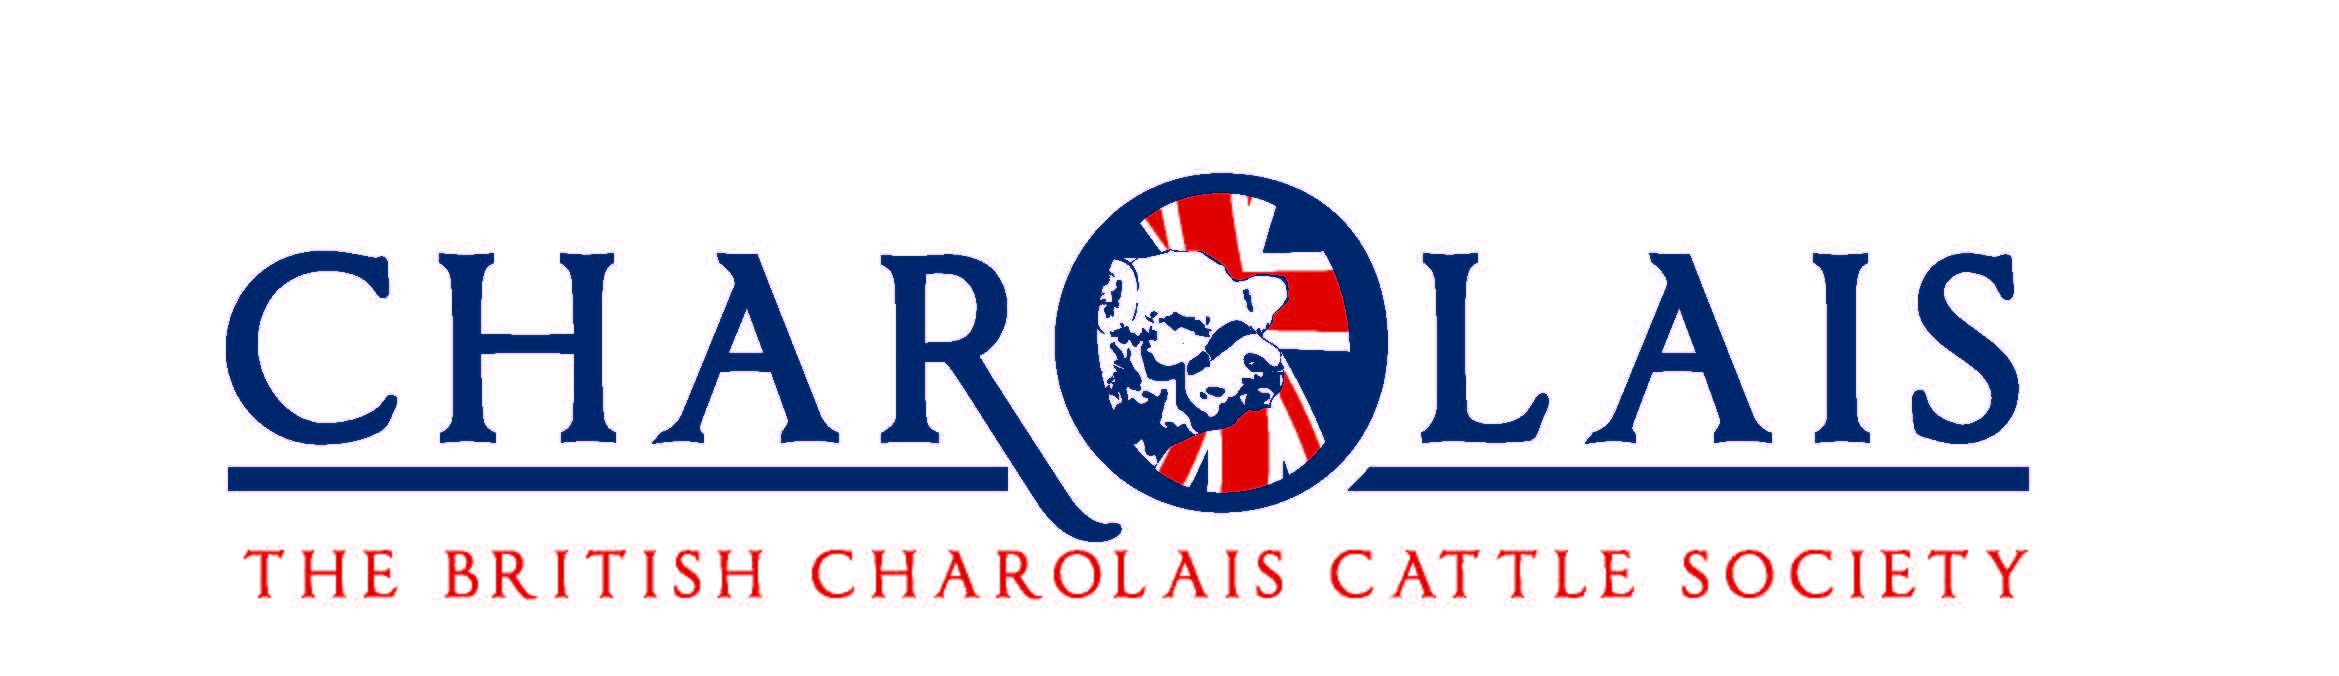 CHAROLAIS
THE BRITISH CHAROLAIS CATTLE SOCIETY